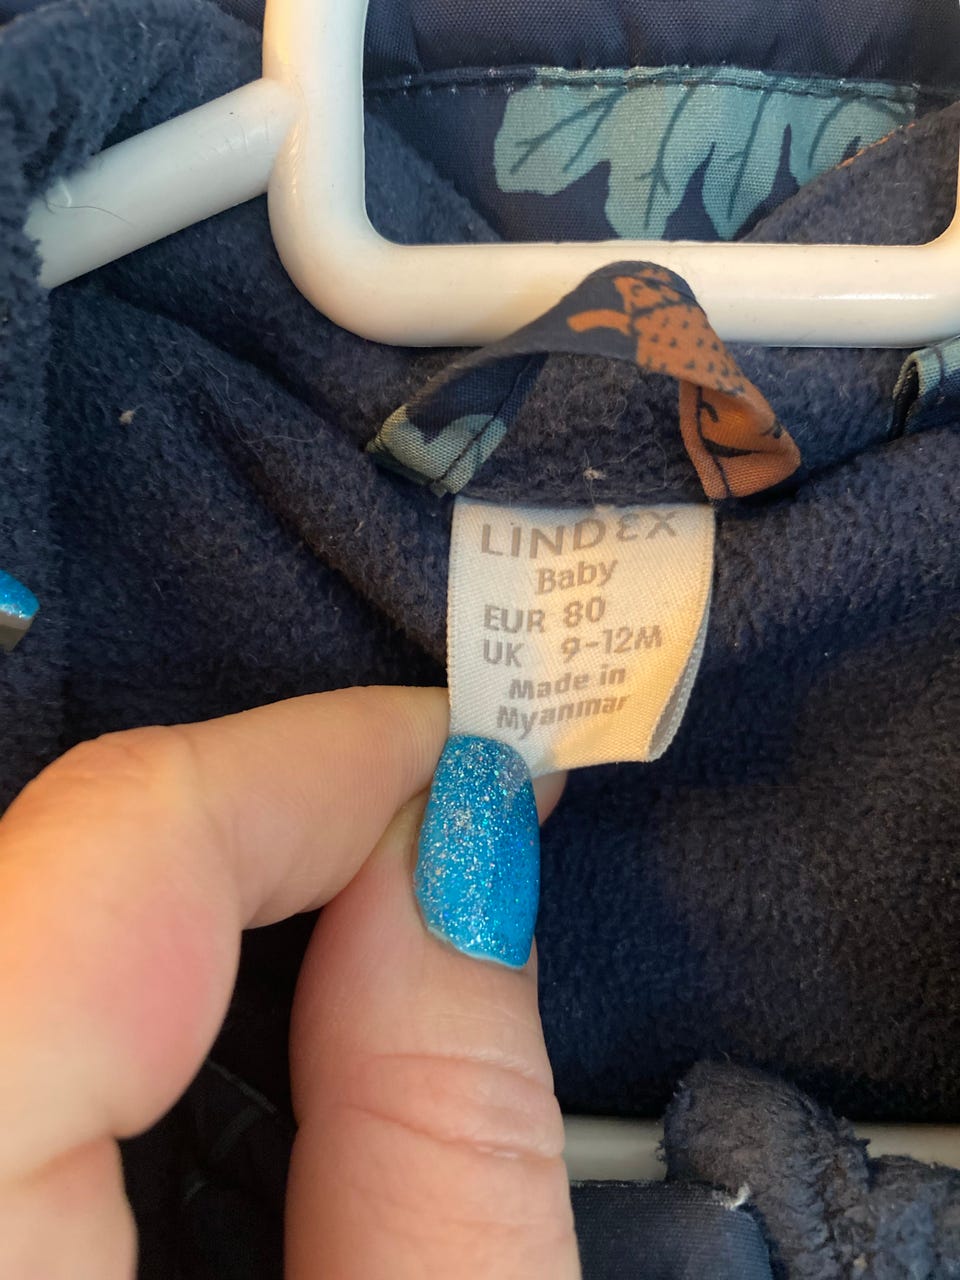 LINDEX
Baby
EUR 80
UK 9-12M
Made in
Myanmar